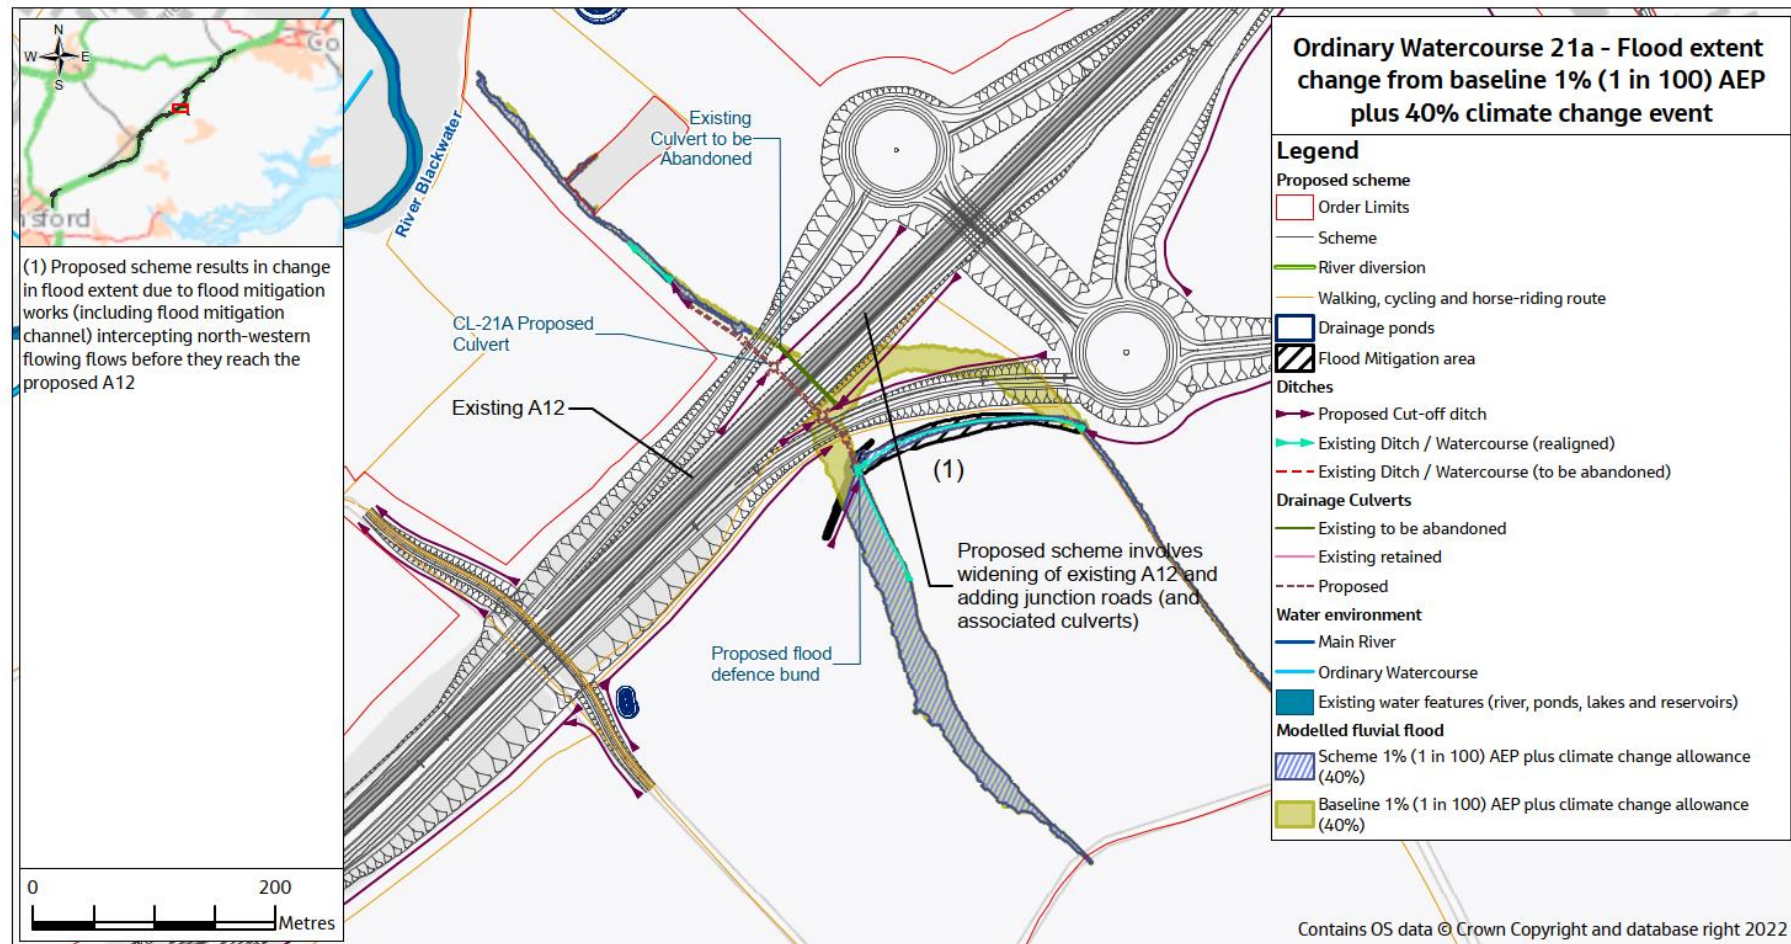 N
W E
S
Co
sford
(1) Proposed scheme results in change
in flood extent due to flood mitigation
works (including flood mitigation
channel) intercepting north-western
flowing flows before they reach the
proposed A12
0 200
Metres
River Blackwater
Existing
Culvert to be
Abandoned
CL-21A Proposed
Culvert
Existing A12
(1)
Proposed scheme involves
widening of existing A12 and
adding junction roads (and
associated culverts)
Proposed flood
defence bund
Ordinary Watercourse 21a - Flood extent
change from baseline 1% (1 in 100) AEP
plus 40% climate change event
Legend
Proposed scheme
Order Limits
Scheme
River diversion
Walking, cycling and horse-riding route
Drainage ponds
Flood Mitigation area
Ditches
Proposed Cut-off ditch
Existing Ditch / Watercourse (realigned)
Existing Ditch / Watercourse (to be abandoned)
Drainage Culverts
Existing to be abandoned
Existing retained
Proposed
Water environment
Main River
Ordinary Watercourse
Existing water features (river, ponds, lakes and reservoirs)
Modelled fluvial flood
Scheme 1% (1 in 100) AEP plus climate change allowance
(40%)
Baseline 1% (1 in 100) AEP plus climate change allowance
(40%)
Contains OS data © Crown Copyright and database right 2022